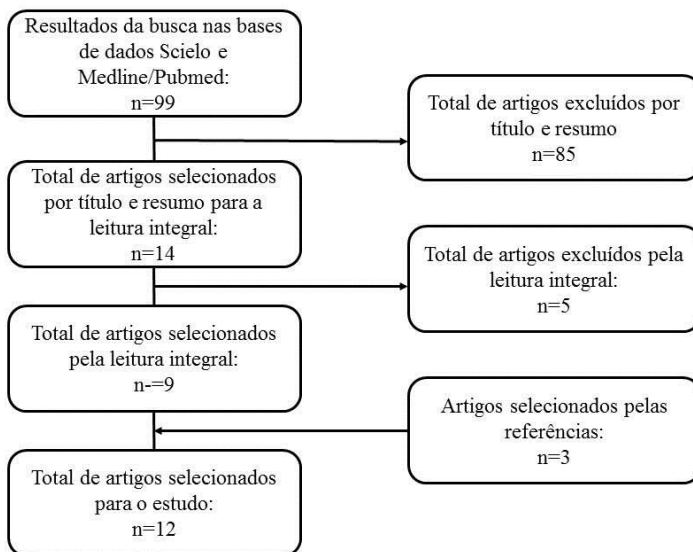 Resultados da busca nas bases
de dados Scielo e
Medline/Pubmed:
n=99
Total de artigos excluídos por
título e resumo
n=85
Total de artigos selecionados
por título e resumo para a
leitura integral:
n=14
Total de artigos excluídos pela
leitura integral:
n=5
Total de artigos selecionados
pela leitura integral:
n-=9
Artigos selecionados pelas
referências:
n=3
Total de artigos selecionados
para o estudo:
n=12